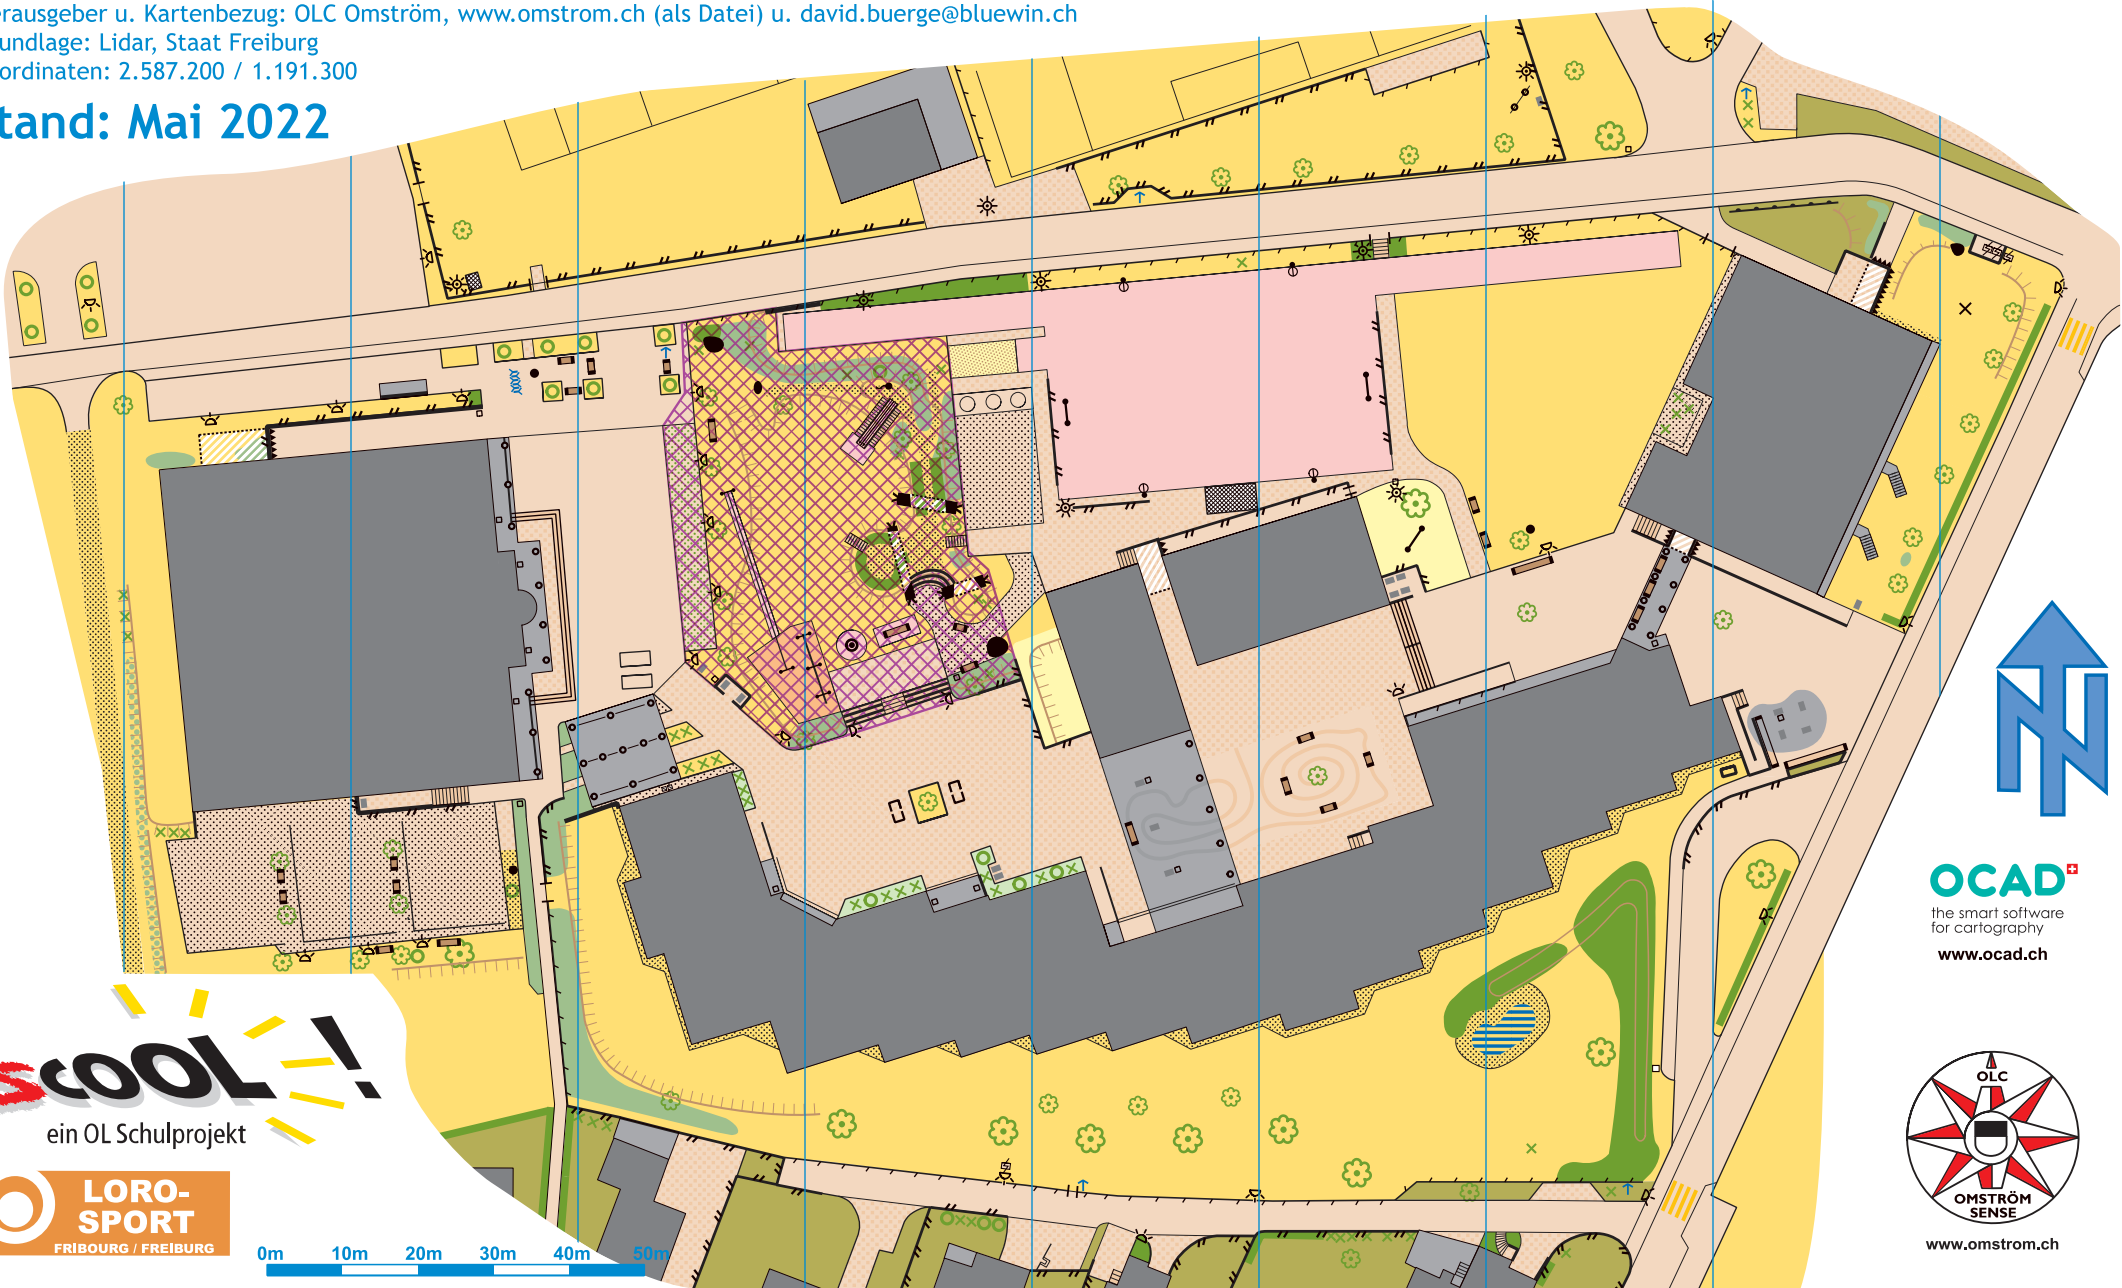 erausgeber u. Kartenbezug: OLC Omström, www.omstrom.ch (als Datei) u. david.buerge@bluewin.ch
undlage: Lidar, Staat Freiburg
ordinaten: 2.587.200 / 1.191.300
tand: Mai 2022
OCAD
the smart software
for cartography
www.ocad.ch
sCOOL!
ein OL Schulprojekt
LORO-
SPORT
FRIBOURG / FREIBURG
0m 10m 20m 30m 40m 50m
OLC
OMSTRÖM
SENSE
www.omstrom.ch